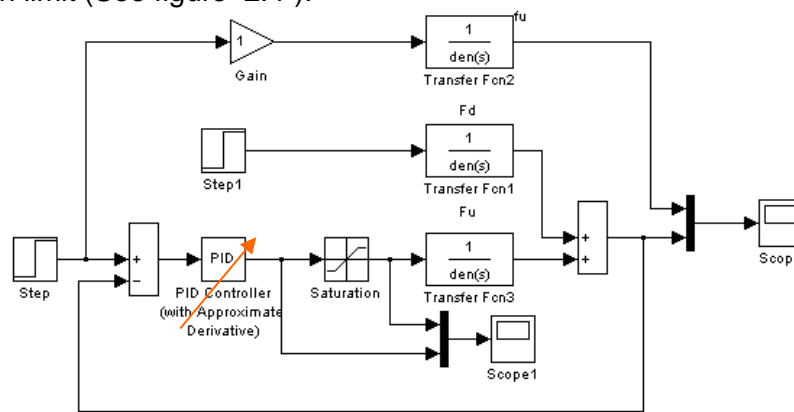 n limit (See figure 2.4 ).
fu
1
Gain
1
den(s)
Transfer Fcn2
Fd
Step1
1
den(s)
Transfer Fcn1
Fu
Step
+
−
PID
PID Controller
(with Approximate
Derivative)
Saturation
1
den(s)
Transfer Fcn3
+
+
Scop
Scope1